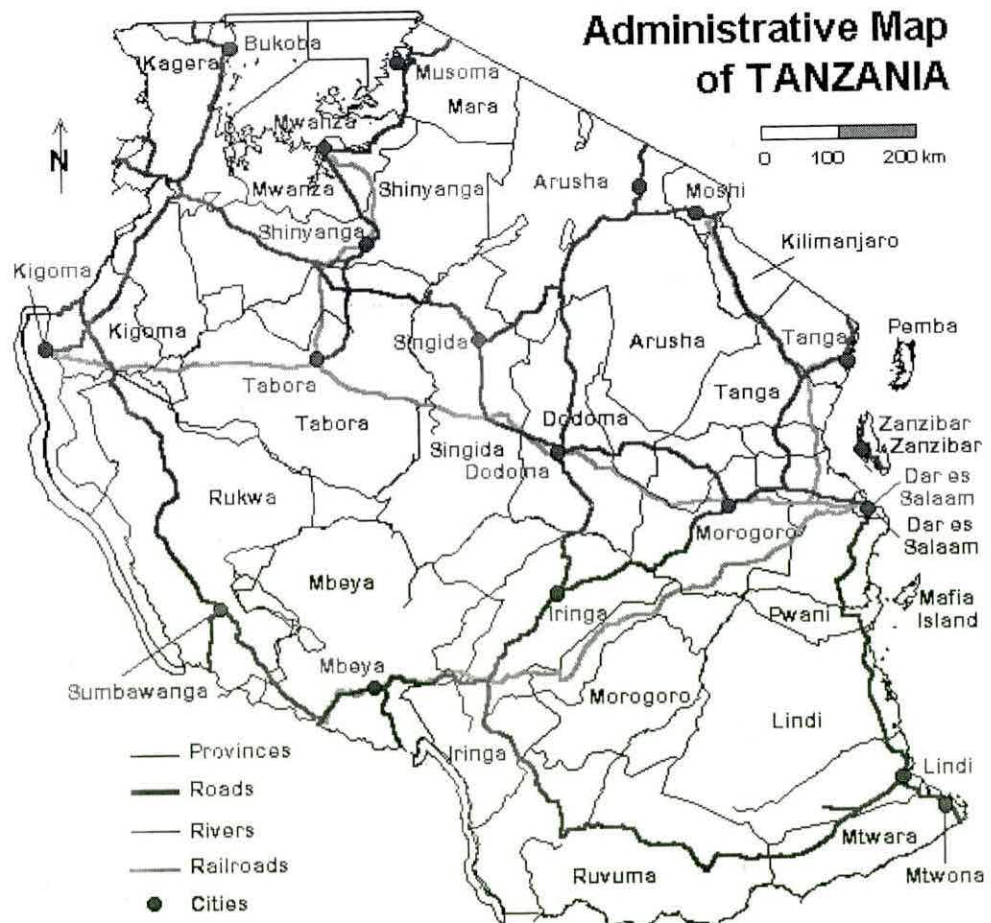 Administrative Map
of TANZANIA
0 100 200 km
N
Bukoba
Kagera
Musoma
Mara
Mwanza
Mwanza
Shinyanga
Shinyanga
Arusha
Moshi
Kilimanjaro
Kigoma
Kigoma
Singida
Arusha
Tanga
Pemba
Tabora
Tabora
Tanga
Dodoma
Singida
Dodoma
Zanzibar
Zanzibar
Rukwa
Dar es
Salaam
Morogoro
Dar es
Salaam
Mbeya
Iringa
Pwani
Mafia
Island
Mbeya
Sumbawanga
Morogoro
Lindi
Iringa
Lindi
Mtwara
Ruvuma
Mtwona
Provinces
Roads
Rivers
Railroads
Cities